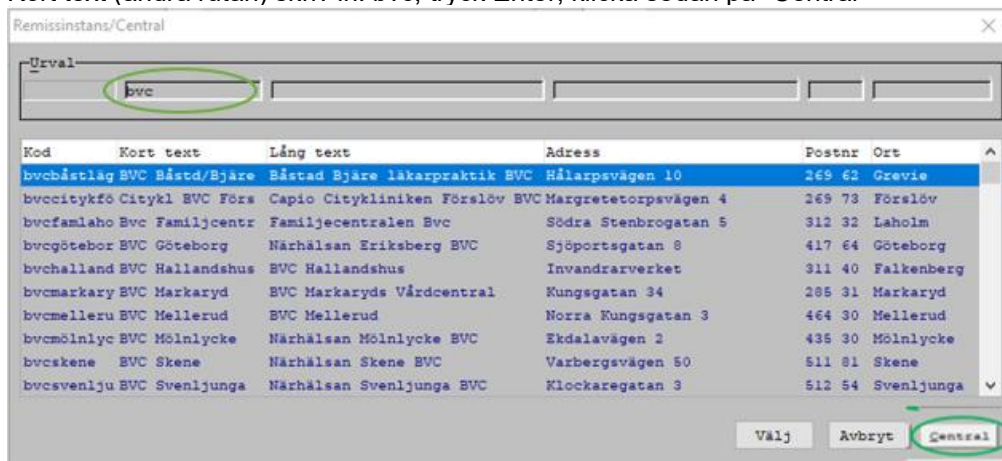 Kort text (andra rutan) skriv in: bvc, tryck Enter, klicka sedan på "Central"
Remissinstans/Central
Urval
bvc
Kod Kort text Lång text Adress Postnr Ort
bvcbåstläg BVC Båstd/Bjäre Båstad Bjäre läkarpraktik BVC Hålarpsvägen 10 269 62 Grevie
bvccitykfö Citykl BVC Förs Capio Citykliniken Förslöv BVC Margretetorpsvägen 4 269 73 Förslöv
bvcfamlaho Bvc Familjcentr Familjecentralen Bvc Södra Stenbrogatan 5 312 32 Laholm
bvcgötebor BVC Göteborg Närhälsan Eriksberg BVC Sjöportsgatan 8 417 64 Göteborg
bvchalland BVC Hallandshus BVC Hallandshus Invandrarverket 311 40 Falkenberg
bvcmarkary BVC Markaryd BVC Markaryds Vårdcentral Kungsgatan 34 285 31 Markaryd
bvcmelleru BVC Mellerud BVC Mellerud Norra Kungsgatan 3 464 30 Mellerud
bvcmölnlyc BVC Mölnlycke Närhälsan Mölnlycke BVC Ekdalavägen 2 435 30 Mölnlycke
bvcskene BVC Skene Närhälsan Skene BVC Varbergsvägen 50 511 81 Skene
bvcsvenlju BVC Svenljunga Närhälsan Svenljunga BVC Klockaregatan 3 512 54 Svenljunga
Välj Avbryt Central